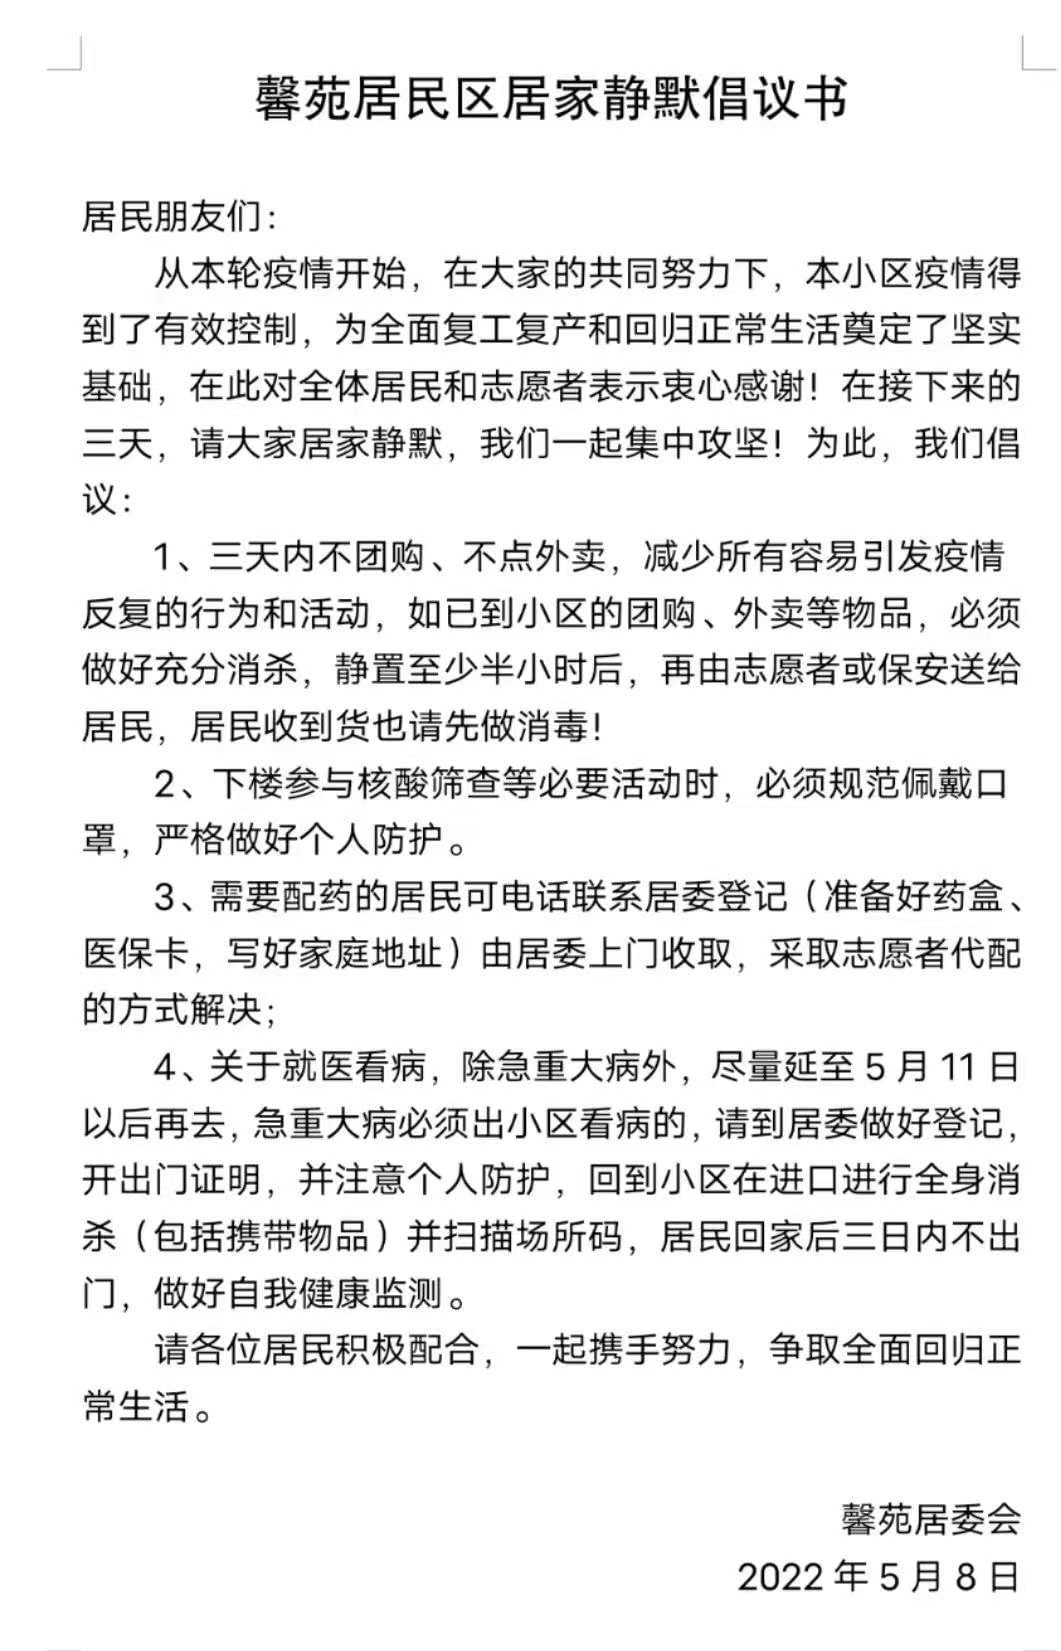 馨苑居民区居家静默倡议书
居民朋友们：
从本轮疫情开始，在大家的共同努力下，本小区疫情得
到了有效控制，为全面复工复产和回归正常生活奠定了坚实
基础，在此对全体居民和志愿者表示衷心感谢！在接下来的
三天，请大家居家静默，我们一起集中攻坚！为此，我们倡
议：
1、三天内不团购、不点外卖，减少所有容易引发疫情
反复的行为和活动，如已到小区的团购、外卖等物品，必须
做好充分消杀，静置至少半小时后，再由志愿者或保安送给
居民，居民收到货也请先做消毒！
2、下楼参与核酸筛查等必要活动时，必须规范佩戴口
罩，严格做好个人防护。
3、需要配药的居民可电话联系居委登记（准备好药盒、
医保卡，写好家庭地址）由居委上门收取，采取志愿者代配
的方式解决；
4、关于就医看病，除急重大病外，尽量延至 5 月 11 日
以后再去，急重大病必须出小区看病的，请到居委做好登记，
开出门证明，并注意个人防护，回到小区在进口进行全身消
杀（包括携带物品）并扫描场所码，居民回家后三日内不出
门，做好自我健康监测。
请各位居民积极配合，一起携手努力，争取全面回归正
常生活。
馨苑居委会
2022 年 5 月 8 日